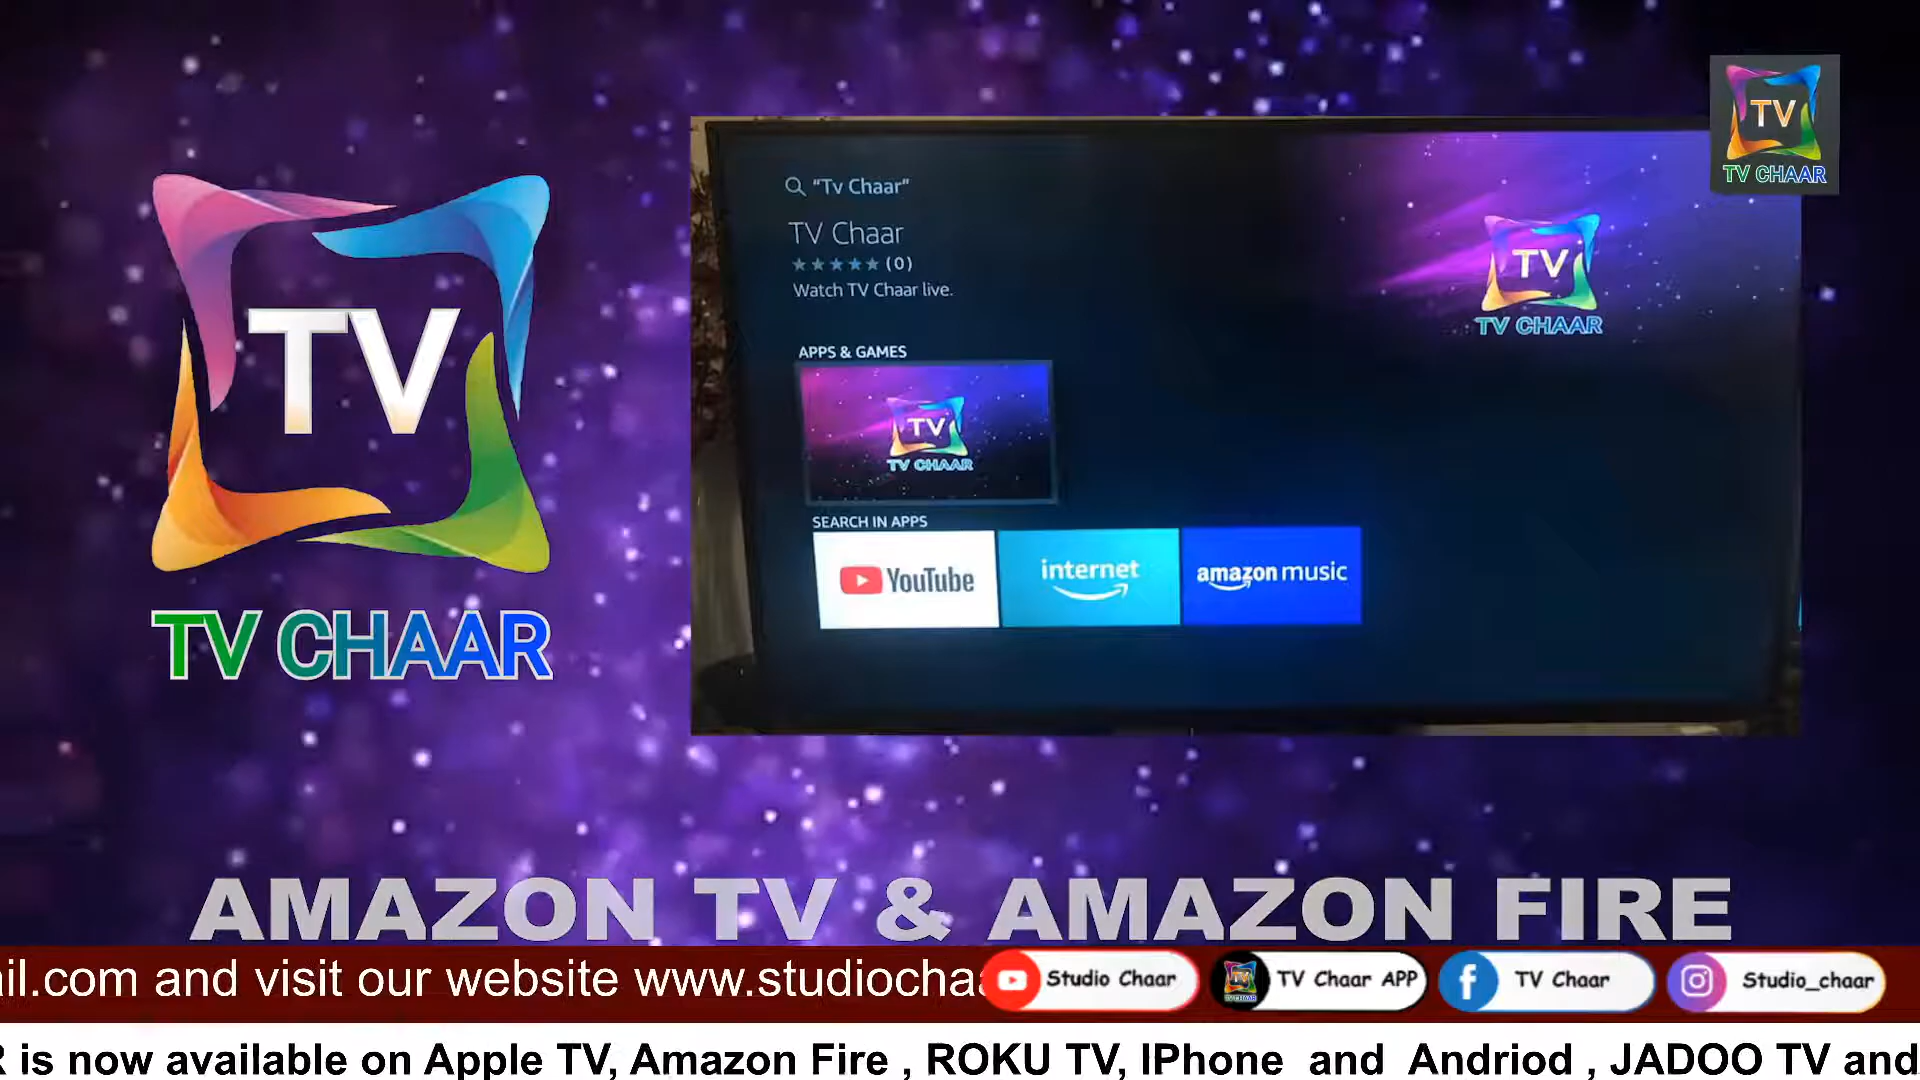 TV
TV CHAAR
"Tv Chaar"
TV Chaar
(0)
Watch TV Chaar live.
APPS & GAMES
TV
TV CHAAR
SEARCH IN APPS
YouTube
internet
amazon music
TV
TV CHAAR
TV
TV CHAAR
AMAZON TV & AMAZON FIRE
ail.com and visit our website www.studiochaa
Studio Chaar
TV Chaar APP
TV Chaar
Studio_chaar
R is now available on Apple TV, Amazon Fire , ROKU TV, IPhone and Andriod , JADOO TV and